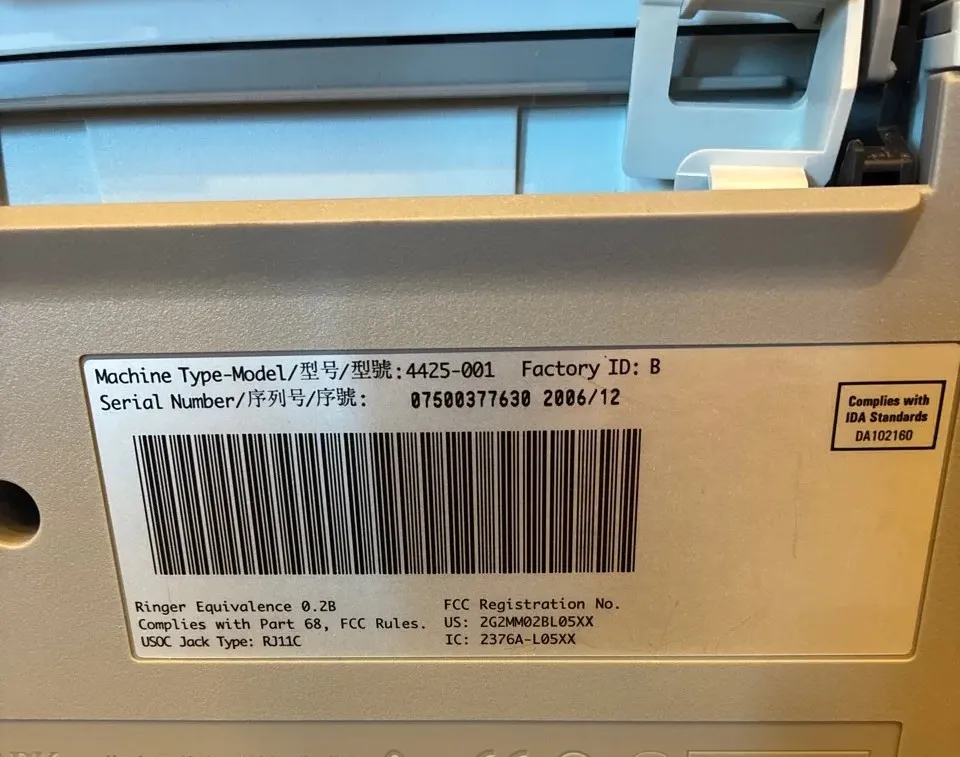 Machine Type-Model/型号/型號:4425-001 Factory ID: B
Serial Number/序列号/序號: 07500377630 2006/12
Complies with
IDA Standards
DA102160
Ringer Equivalence 0.2B
Complies with Part 68, FCC Rules.
USOC Jack Type: RJ11C
FCC Registration No.
US: 2G2MM02BL05XX
IC: 2376A-L05XX